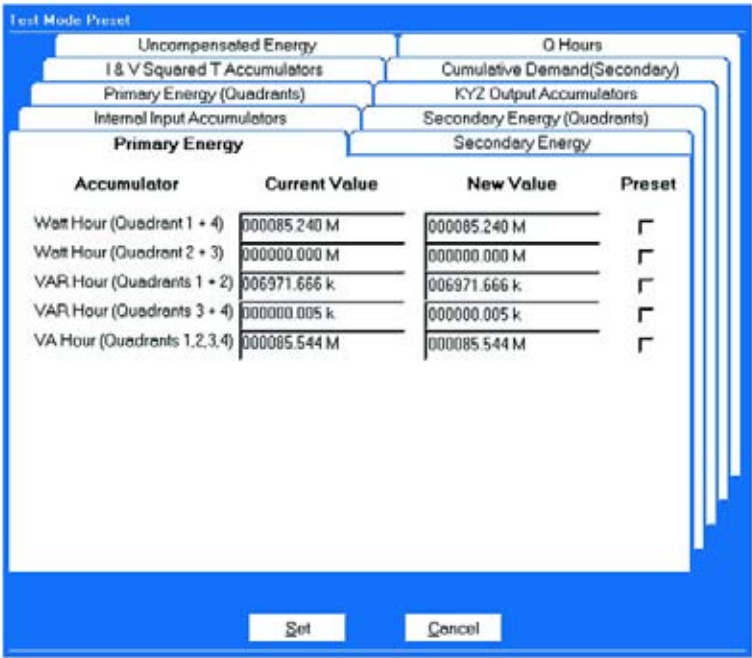 Test Mode Preset
Uncompensated Energy Q Hours
I & V Squared T Accumulators Cumulative Demand(Secondary)
Primary Energy (Quadrants) KYZ Output Accumulators
Internal Input Accumulators Secondary Energy (Quadrants)
Primary Energy Secondary Energy
Accumulator Current Value New Value Preset
Watt Hour (Quadrant 1 + 4) 000085.240 M 000085.240 M
Watt Hour (Quadrant 2 + 3) 000000.000 M 000000.000 M
VAR Hour (Quadrants 1 + 2) 006971.666 k 006971.666 k
VAR Hour (Quadrants 3 + 4) 000000.005 k 000000.005 k
VA Hour (Quadrants 1,2,3,4) 000085.544 M 000085.544 M
Set Cancel